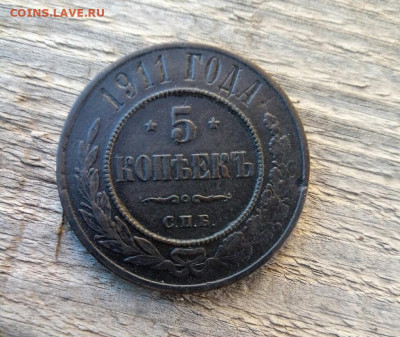 COINS.LAVE.RU
1911 ГОДА
5
КОПѢЕКЪ
С.П.Б.